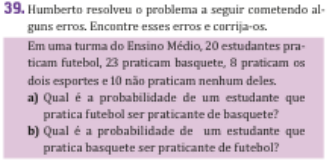 39. Humberto resolveu o problema a seguir cometendo al-
guns erros. Encontre esses erros e corrija-os.
Em uma turma do Ensino Médio, 20 estudantes pra-
ticam futebol, 23 praticam basquete, 8 praticam os
dois esportes e 10 não praticam nenhum deles.
a) Qual é a probabilidade de um estudante que
pratica futebol ser praticante de basquete?
b) Qual é a probabilidade de um estudante que
pratica basquete ser praticante de futebol?